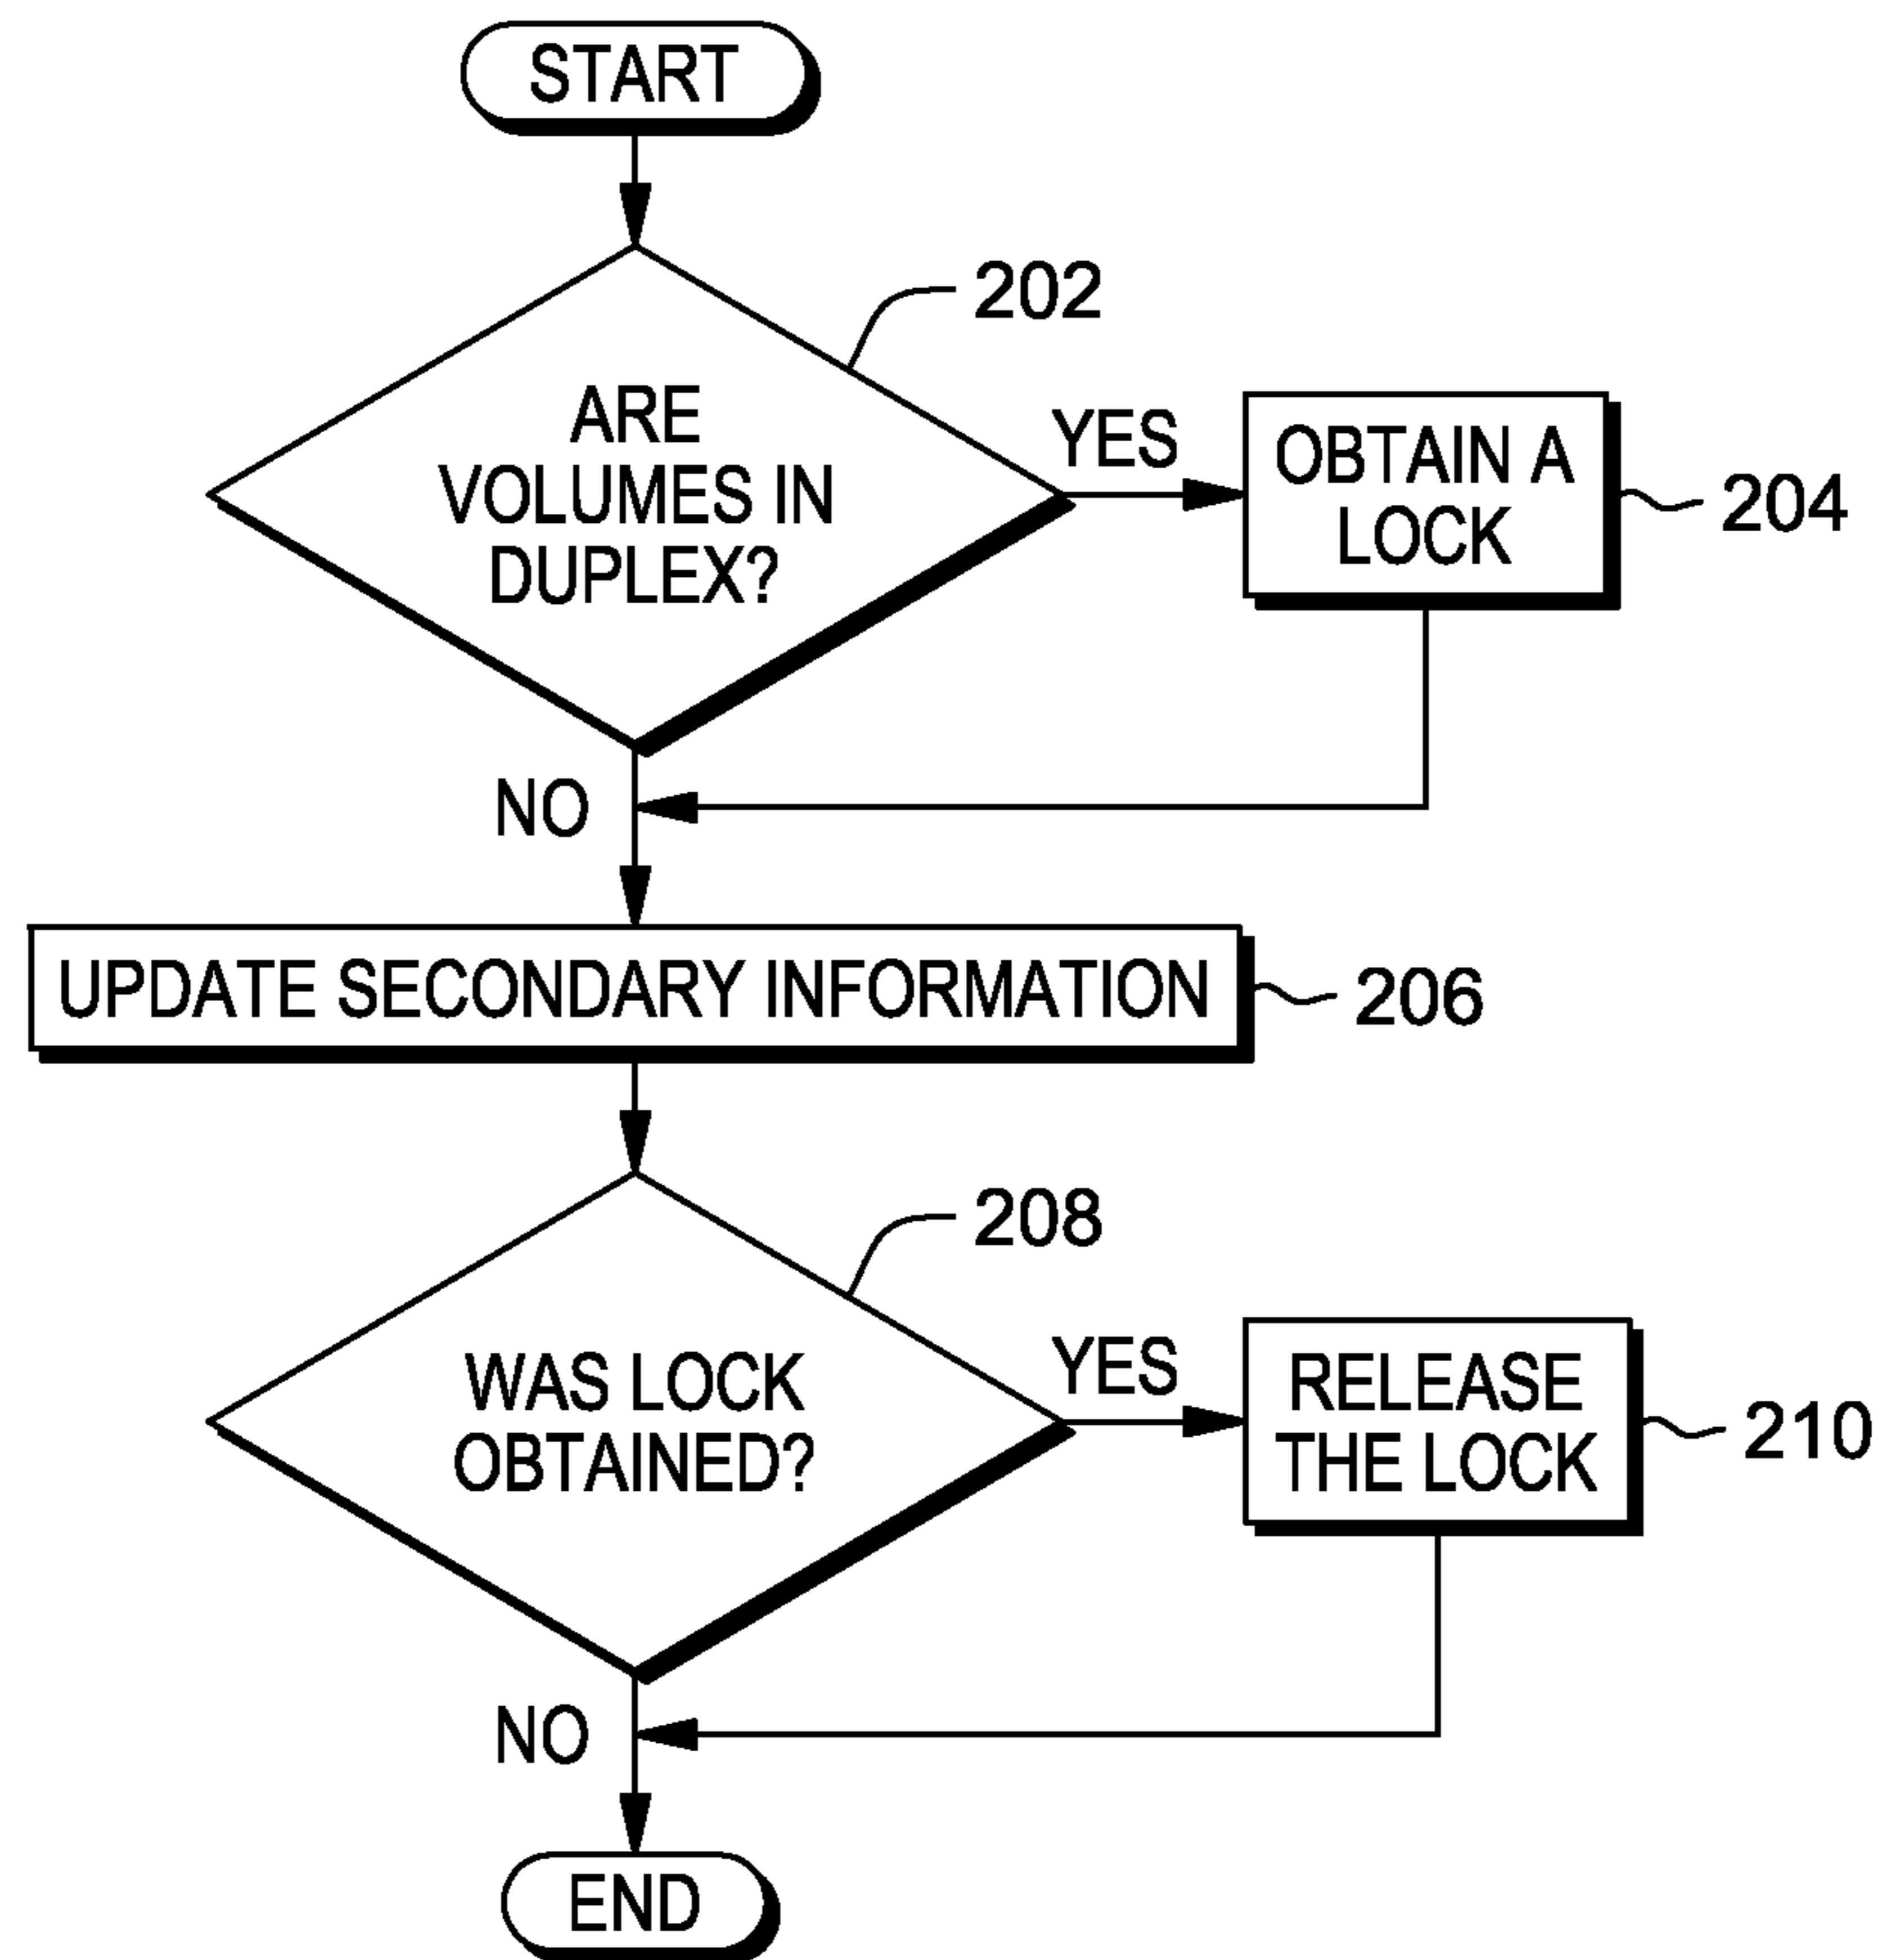 START
202
ARE
VOLUMES IN
DUPLEX?
YES
OBTAIN A
LOCK
204
NO
UPDATE SECONDARY INFORMATION
206
208
WAS LOCK
OBTAINED?
YES
RELEASE
THE LOCK
210
NO
END